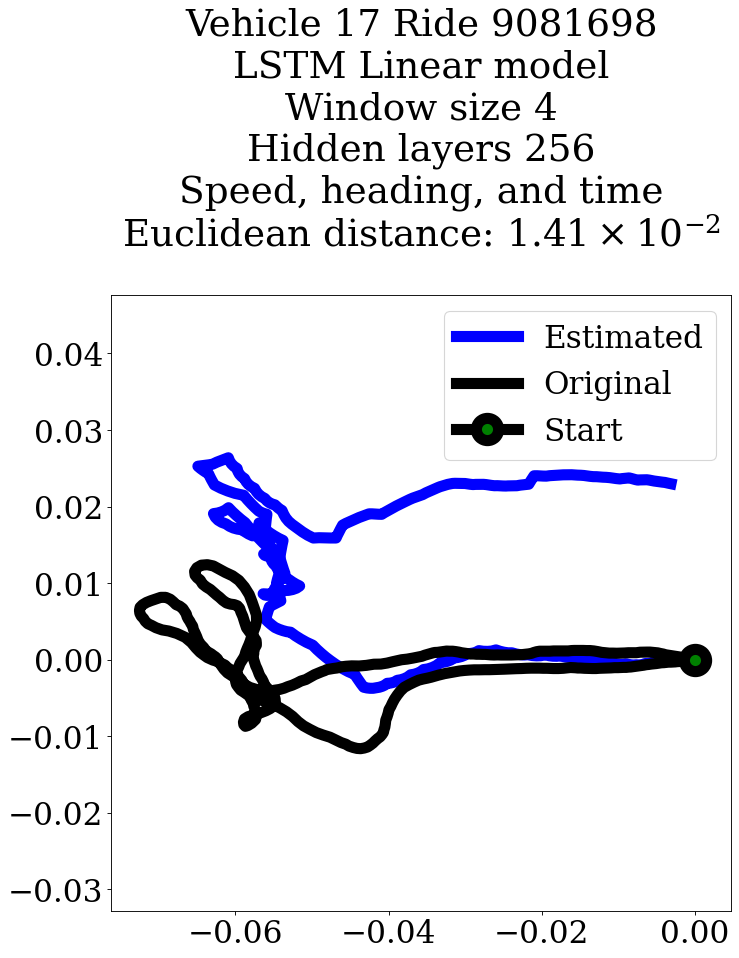 Vehicle 17 Ride 9081698
LSTM Linear model
Window size 4
Hidden layers 256
Speed, heading, and time
Euclidean distance: 1.41 × 10⁻²
Estimated
Original
Start
0.04
0.03
0.02
0.01
0.00
−0.01
−0.02
−0.03
−0.06 −0.04 −0.02 0.00